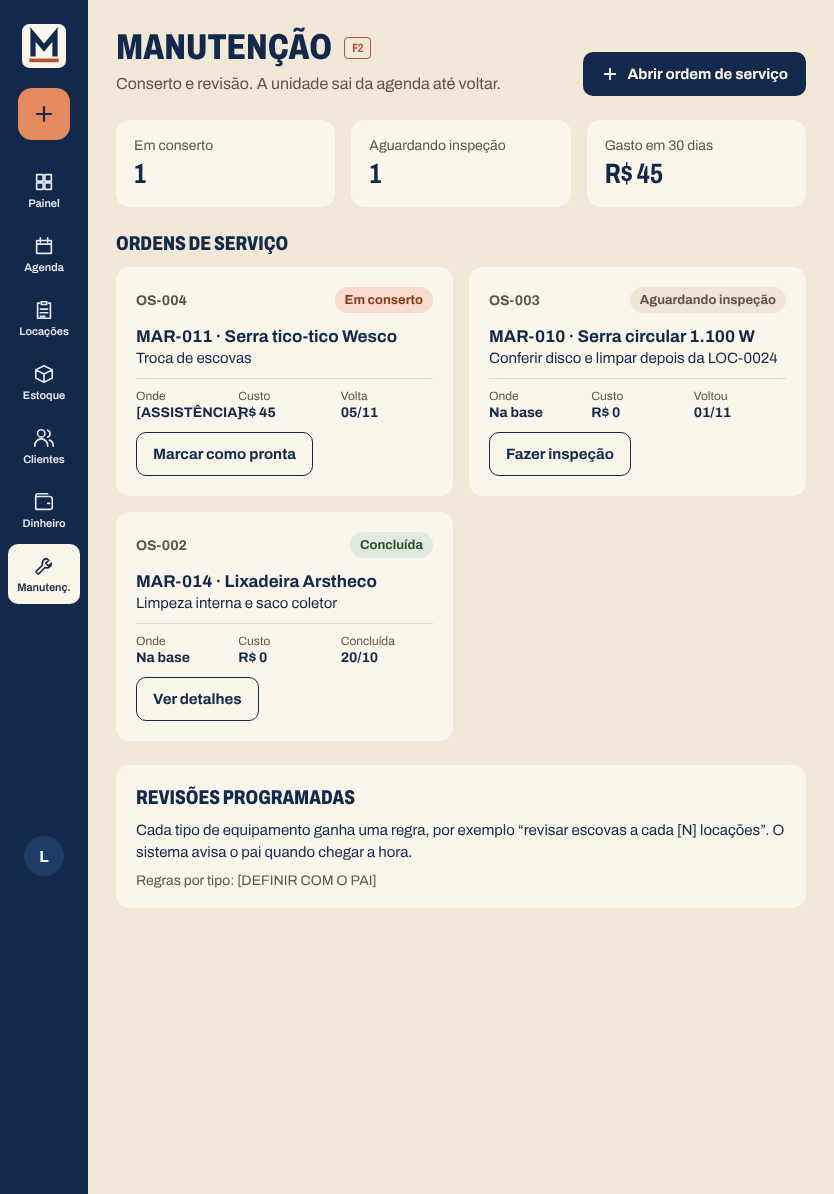 M
Painel
Agenda
Locações
Estoque
Clientes
Dinheiro
Manutenç.
L
MANUTENÇÃO F2
Conserto e revisão. A unidade sai da agenda até voltar.
+ Abrir ordem de serviço
Em conserto
1
Aguardando inspeção
1
Gasto em 30 dias
R$ 45
ORDENS DE SERVIÇO
OS-004 Em conserto
MAR-011 · Serra tico-tico Wesco
Troca de escovas
Onde Custo Volta
[ASSISTÊNCIA] R$ 45 05/11
Marcar como pronta
OS-003 Aguardando inspeção
MAR-010 · Serra circular 1.100 W
Conferir disco e limpar depois da LOC-0024
Onde Custo Voltou
Na base R$ 0 01/11
Fazer inspeção
OS-002 Concluída
MAR-014 · Lixadeira Arstheco
Limpeza interna e saco coletor
Onde Custo Concluída
Na base R$ 0 20/10
Ver detalhes
REVISÕES PROGRAMADAS
Cada tipo de equipamento ganha uma regra, por exemplo “revisar escovas a cada [N] locações”. O
sistema avisa o pai quando chegar a hora.
Regras por tipo: [DEFINIR COM O PAI]